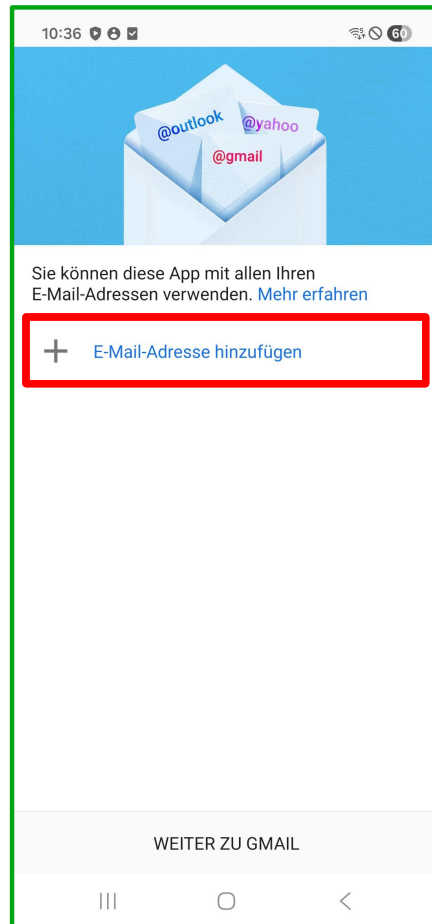 10:36
60
@outlook
@yahoo
@gmail
Sie können diese App mit allen Ihren
E-Mail-Adressen verwenden. Mehr erfahren
E-Mail-Adresse hinzufügen
WEITER ZU GMAIL